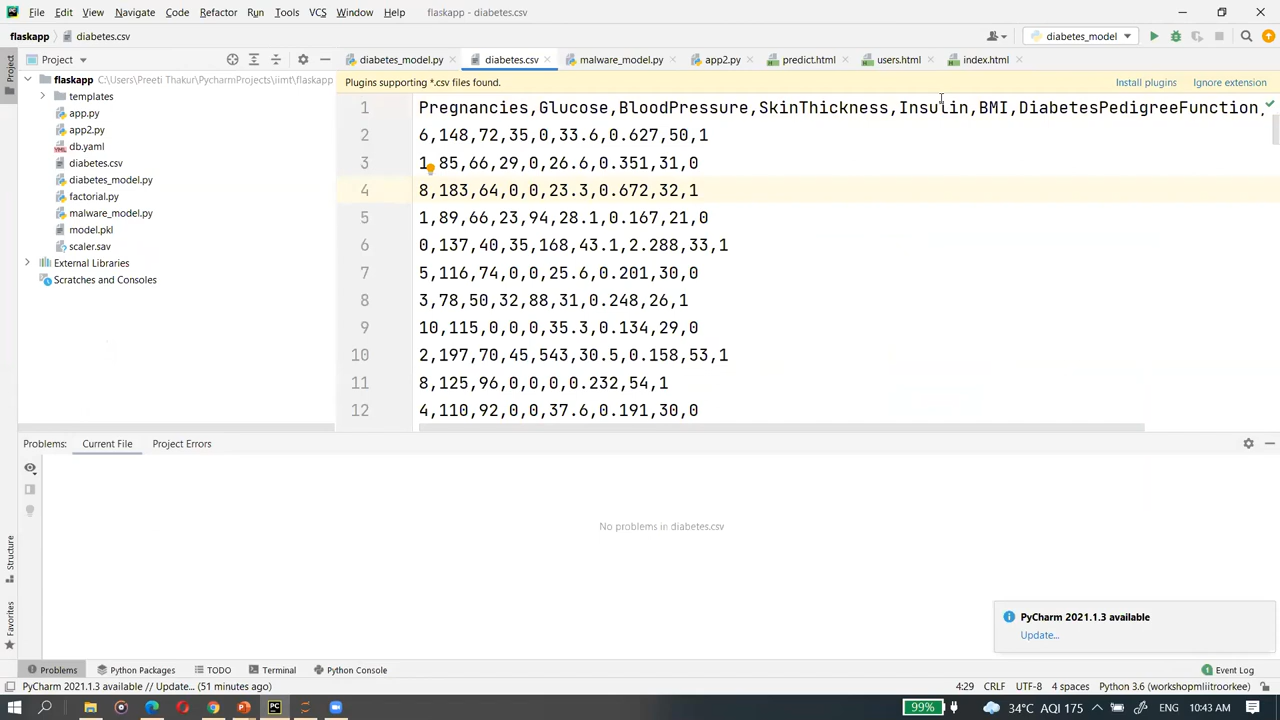 File Edit View Navigate Code Refactor Run Tools VCS Window Help flaskapp - diabetes.csv
flaskapp diabetes.csv diabetes_model
Project diabetes_model.py diabetes.csv malware_model.py app2.py predict.html users.html index.html
Project
flaskapp C:\Users\Preeti Thakur\PycharmProjects\iimt\flaskapp
templates
app.py
app2.py
db.yaml
diabetes.csv
diabetes_model.py
factorial.py
malware_model.py
model.pkl
scaler.sav
External Libraries
Scratches and Consoles
Plugins supporting *.csv files found. Install plugins Ignore extension
1 Pregnancies,Glucose,BloodPressure,SkinThickness,Insulin,BMI,DiabetesPedigreeFunction,
2 6,148,72,35,0,33.6,0.627,50,1
3 1,85,66,29,0,26.6,0.351,31,0
4 8,183,64,0,0,23.3,0.672,32,1
5 1,89,66,23,94,28.1,0.167,21,0
6 0,137,40,35,168,43.1,2.288,33,1
7 5,116,74,0,0,25.6,0.201,30,0
8 3,78,50,32,88,31,0.248,26,1
9 10,115,0,0,0,35.3,0.134,29,0
10 2,197,70,45,543,30.5,0.158,53,1
11 8,125,96,0,0,0,0.232,54,1
12 4,110,92,0,0,37.6,0.191,30,0
Problems: Current File Project Errors
No problems in diabetes.csv
Structure
Favorites
PyCharm 2021.1.3 available
Update...
Problems Python Packages TODO Terminal Python Console 1 Event Log
PyCharm 2021.1.3 available // Update... (51 minutes ago) 4:29 CRLF UTF-8 4 spaces Python 3.6 (workshopmliitroorkee)
99% 34°C AQI 175 ENG 10:43 AM